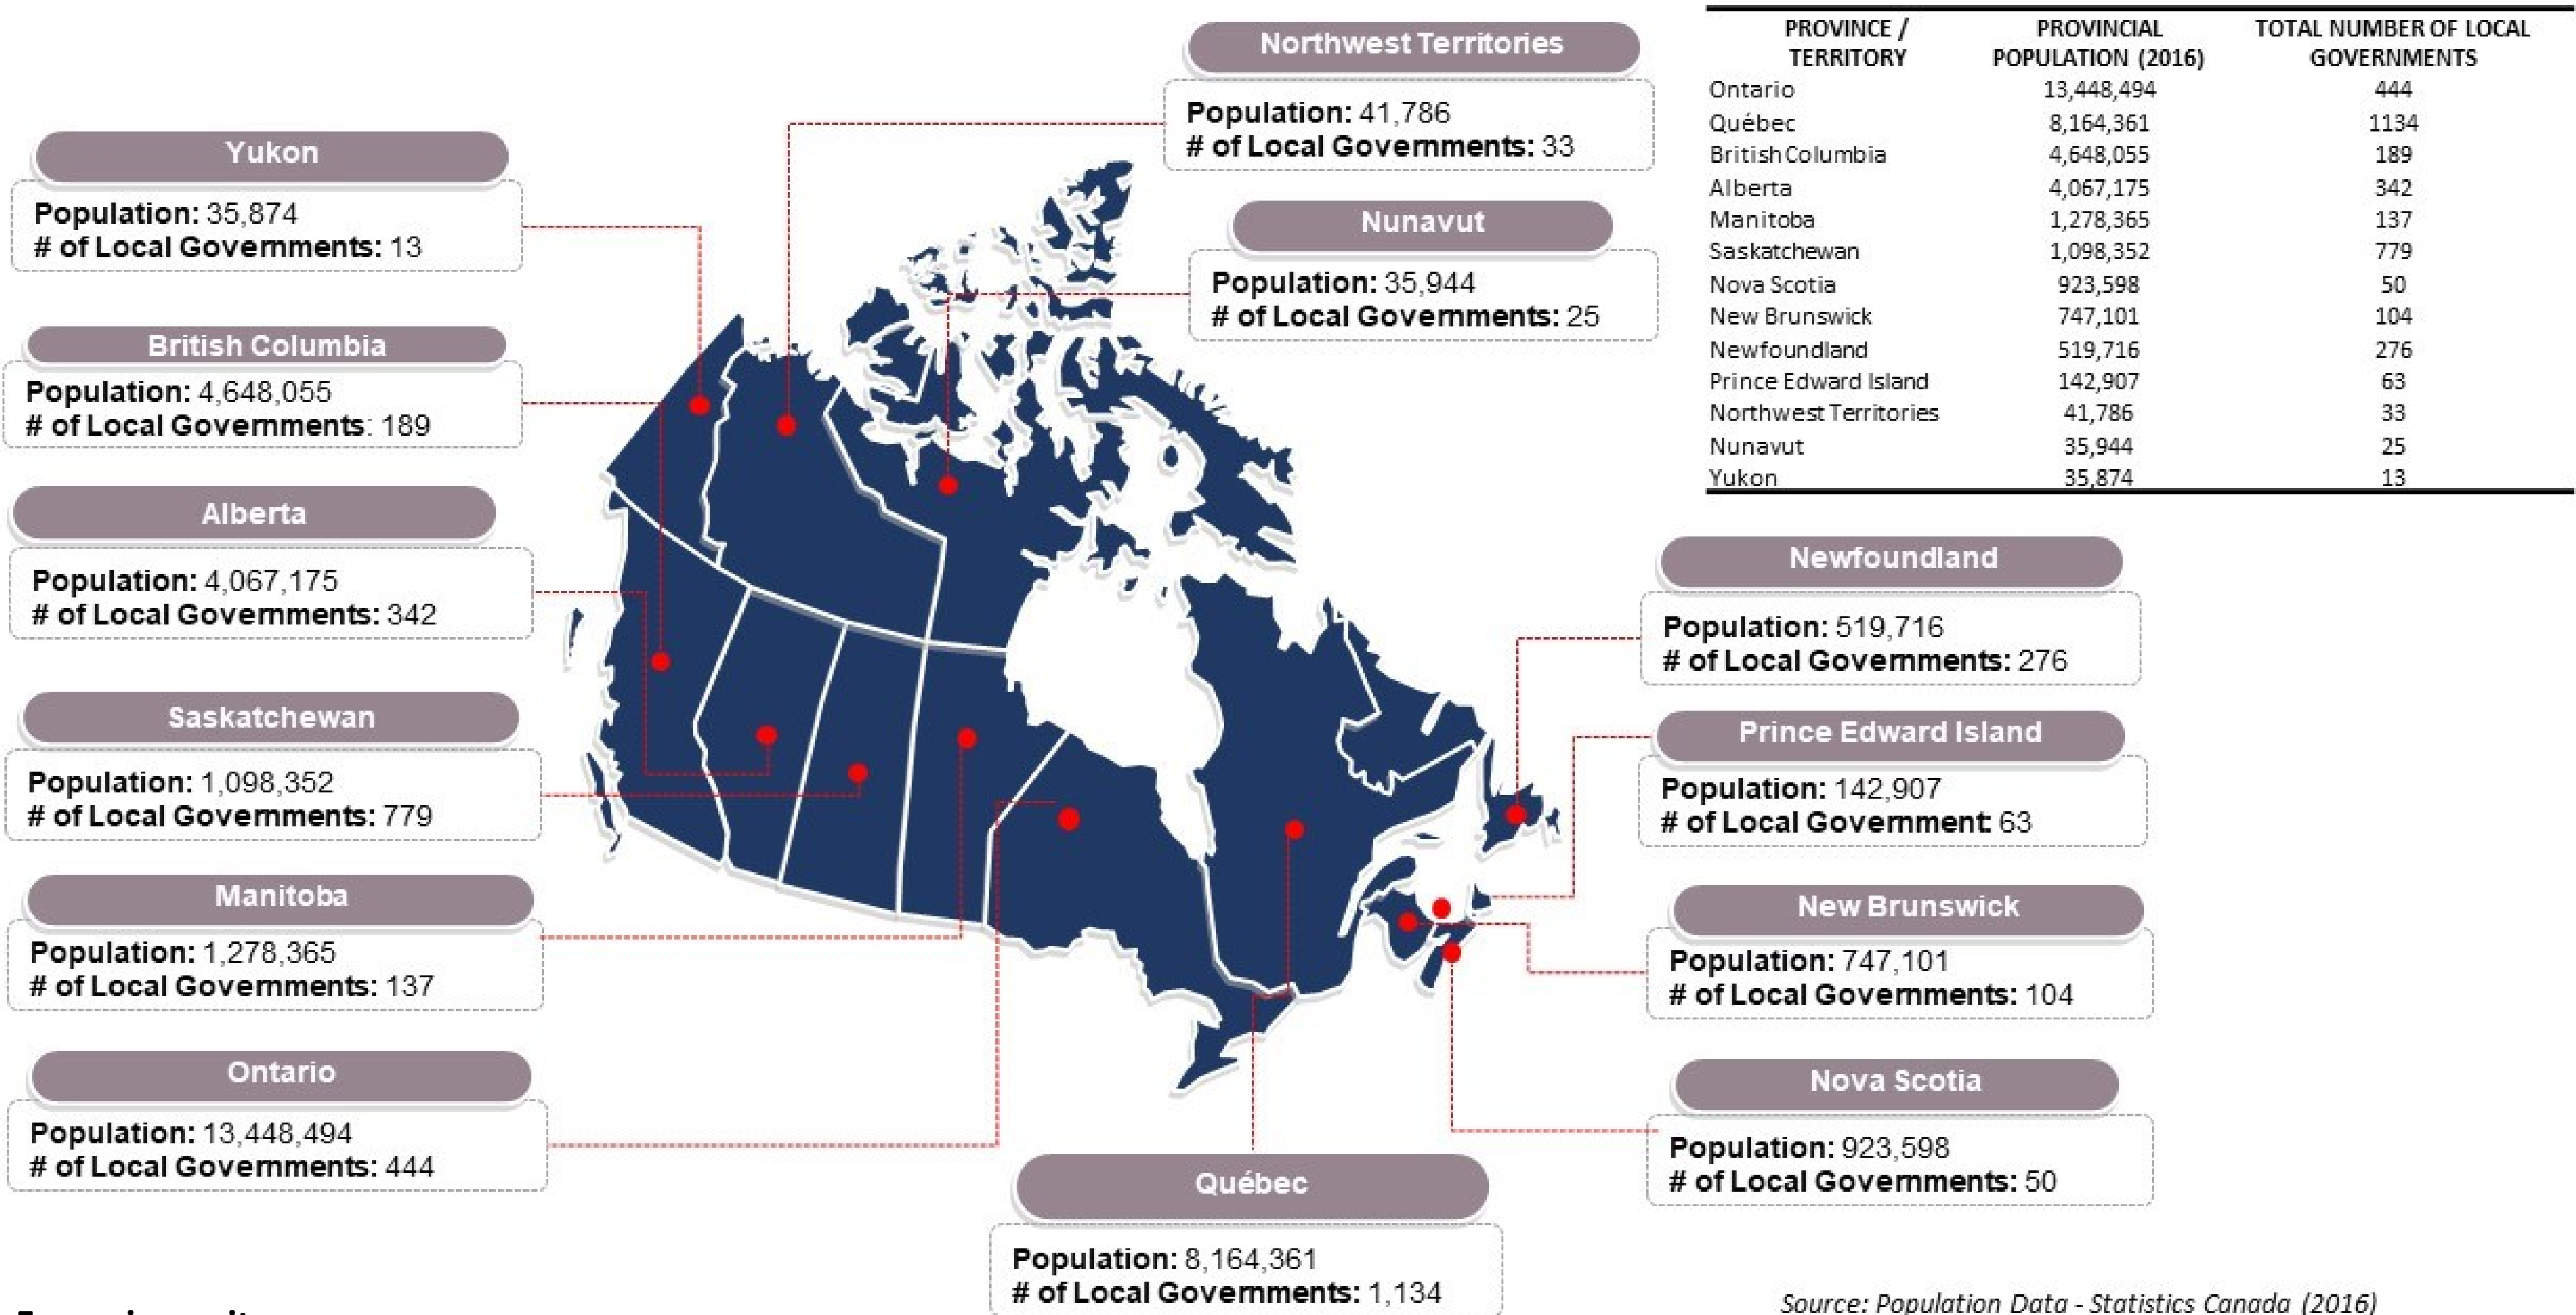 Northwest Territories
Population: 41,786
# of Local Governments: 33
Yukon
Population: 35,874
# of Local Governments: 13
Nunavut
Population: 35,944
# of Local Governments: 25
British Columbia
Population: 4,648,055
# of Local Governments: 189
Alberta
Population: 4,067,175
# of Local Governments: 342
Saskatchewan
Population: 1,098,352
# of Local Governments: 779
Manitoba
Population: 1,278,365
# of Local Governments: 137
Ontario
Population: 13,448,494
# of Local Governments: 444
Québec
Population: 8,164,361
# of Local Governments: 1,134
PROVINCE / TERRITORY PROVINCIAL POPULATION (2016) TOTAL NUMBER OF LOCAL GOVERNMENTS
Ontario 13,448,494 444
Québec 8,164,361 1134
British Columbia 4,648,055 189
Alberta 4,067,175 342
Manitoba 1,278,365 137
Saskatchewan 1,098,352 779
Nova Scotia 923,598 50
New Brunswick 747,101 104
Newfoundland 519,716 276
Prince Edward Island 142,907 63
Northwest Territories 41,786 33
Nunavut 35,944 25
Yukon 35,874 13
Newfoundland
Population: 519,716
# of Local Governments: 276
Prince Edward Island
Population: 142,907
# of Local Government: 63
New Brunswick
Population: 747,101
# of Local Governments: 104
Nova Scotia
Population: 923,598
# of Local Governments: 50
Source: Population Data - Statistics Canada (2016)